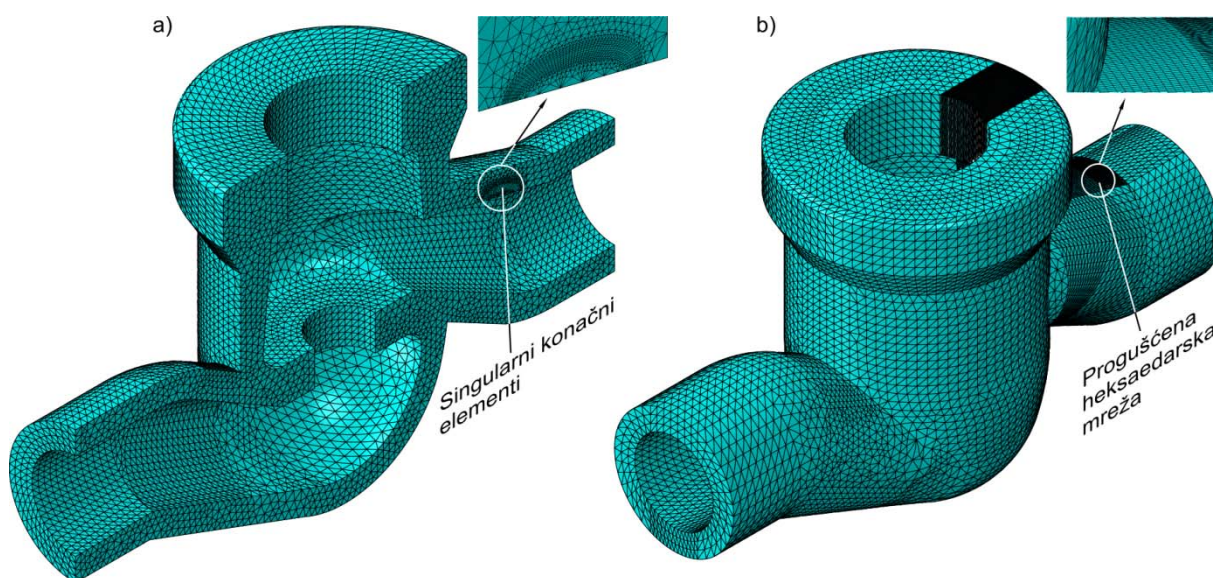 a)
Singularni konačni
elementi
b)
Progušćena
heksaedarska
mreža